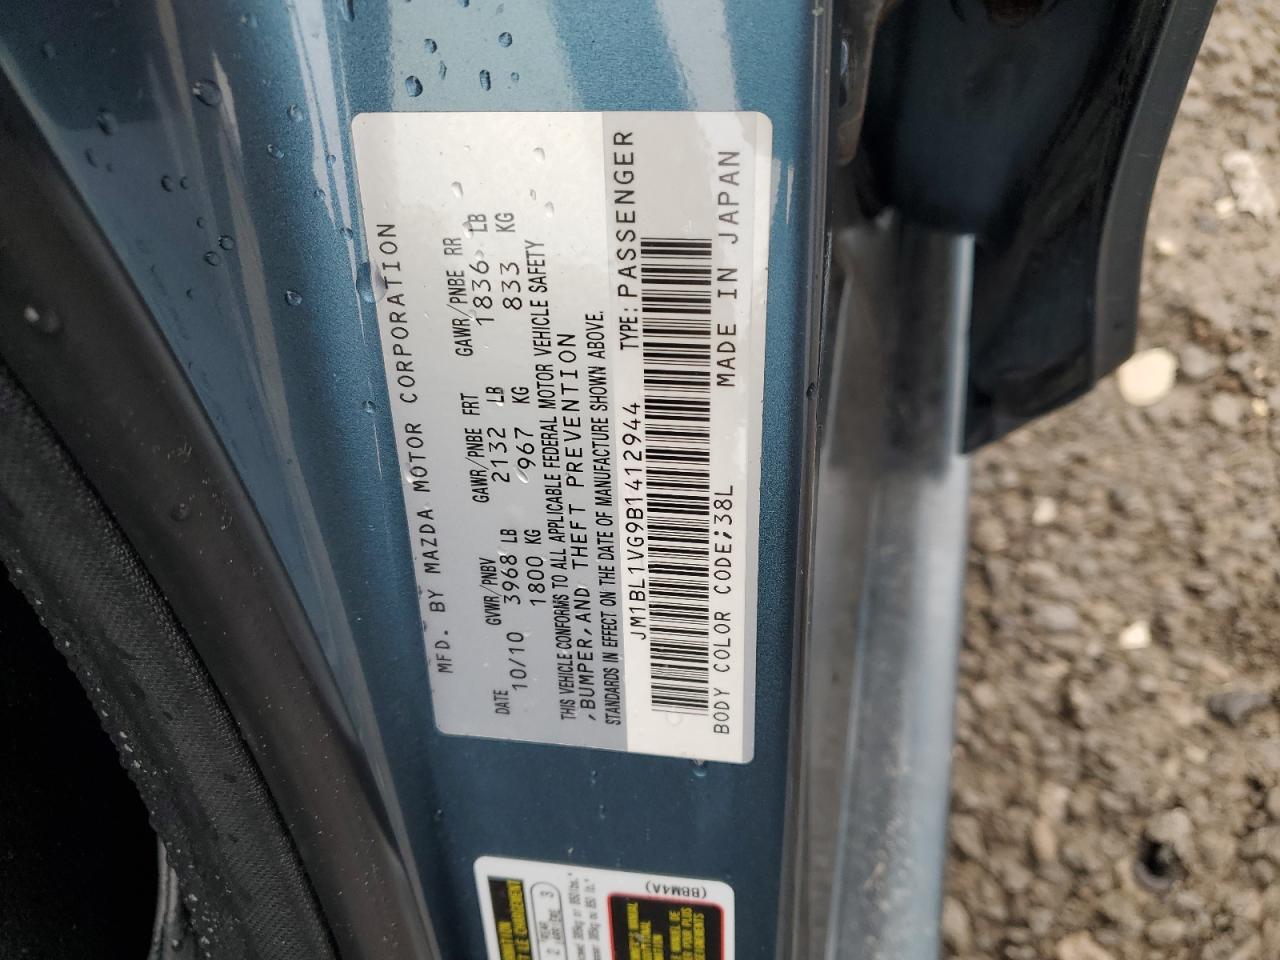 MFD. BY MAZDA MOTOR CORPORATION
DATE GVWR/PNBV GAWR/PNBE FRT GAWR/PNBE RR
10/10 3968 LB 2132 LB 1836 LB
1800 KG 967 KG 833 KG
THIS VEHICLE CONFORMS TO ALL APPLICABLE FEDERAL MOTOR VEHICLE SAFETY
,BUMPER,AND THEFT PREVENTION
STANDARDS IN EFFECT ON THE DATE OF MANUFACTURE SHOWN ABOVE.
JM1BL1VG9B1412944 TYPE:PASSENGER
BODY COLOR CODE;38L MADE IN JAPAN
(BBM4A)